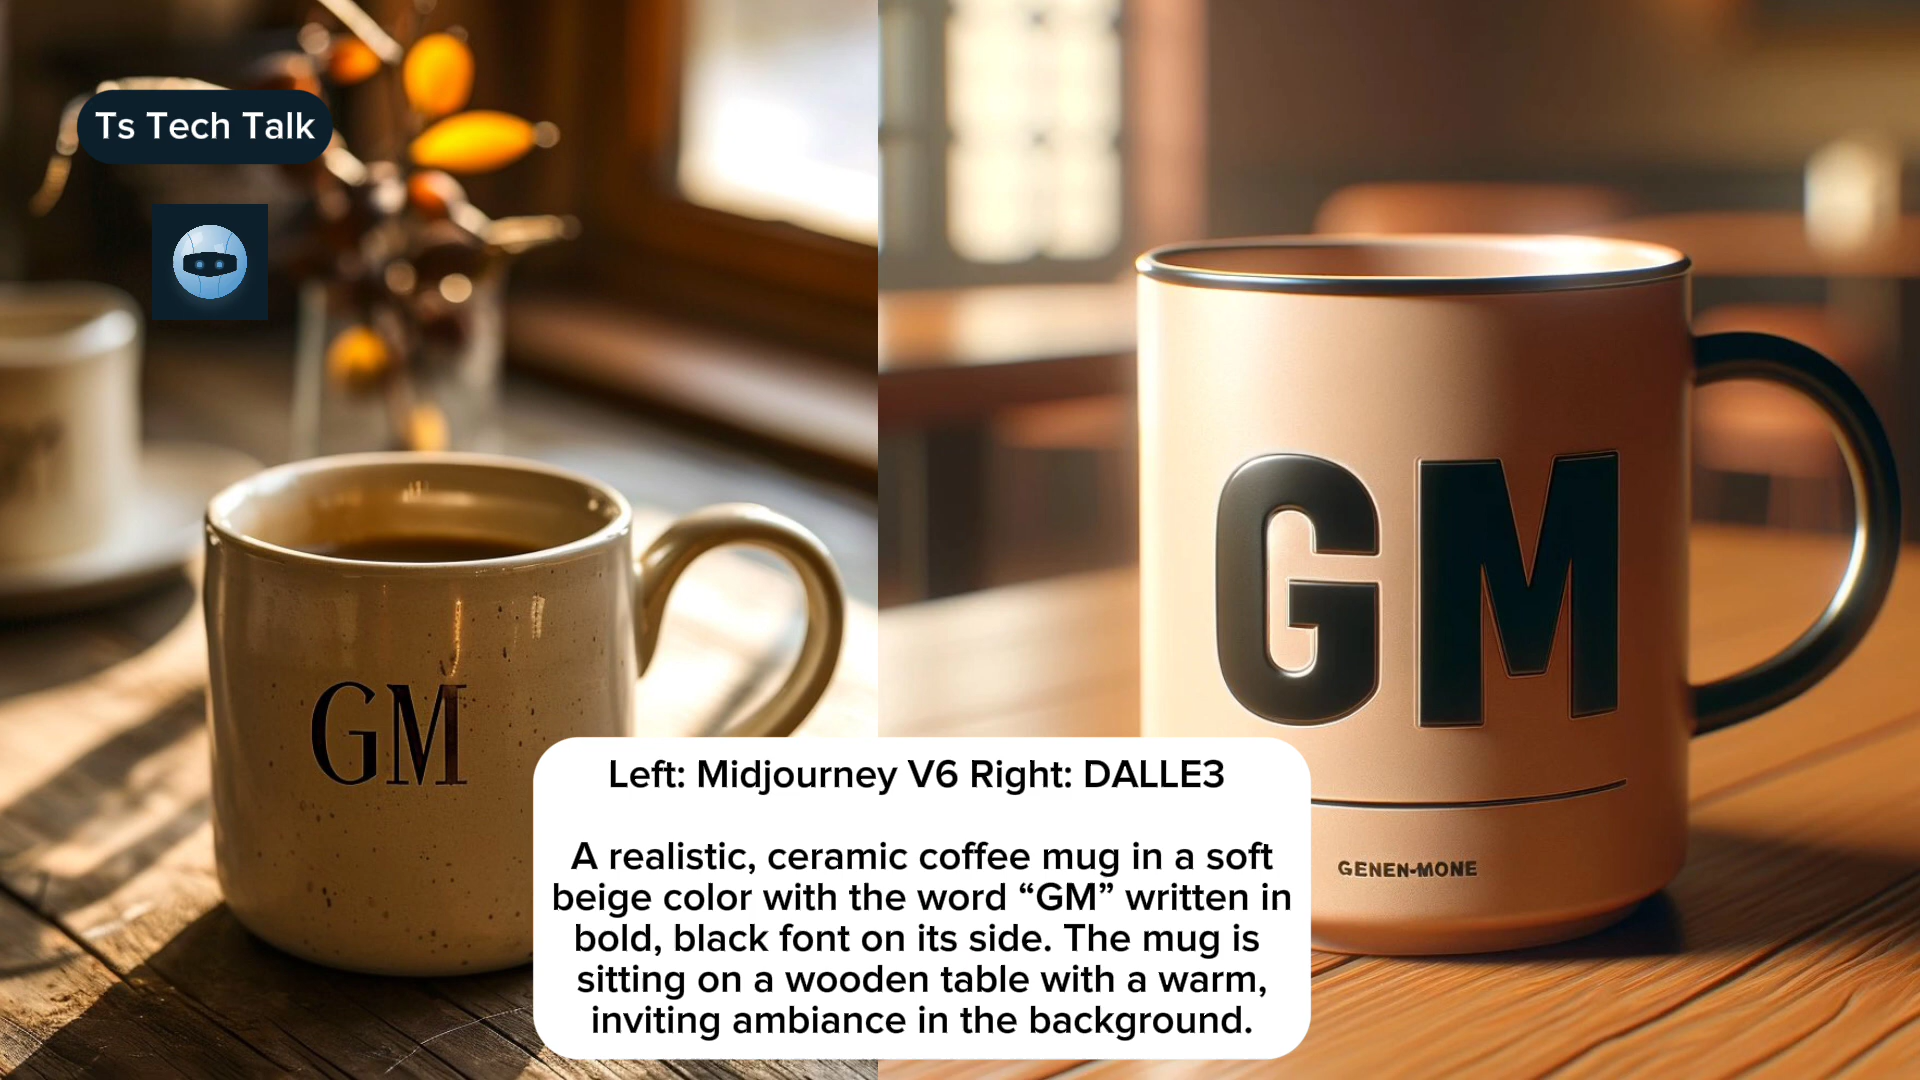 Ts Tech Talk
GM
GM
GENEN-MONE
Left: Midjourney V6 Right: DALLE3
A realistic, ceramic coffee mug in a soft
beige color with the word “GM” written in
bold, black font on its side. The mug is
sitting on a wooden table with a warm,
inviting ambiance in the background.